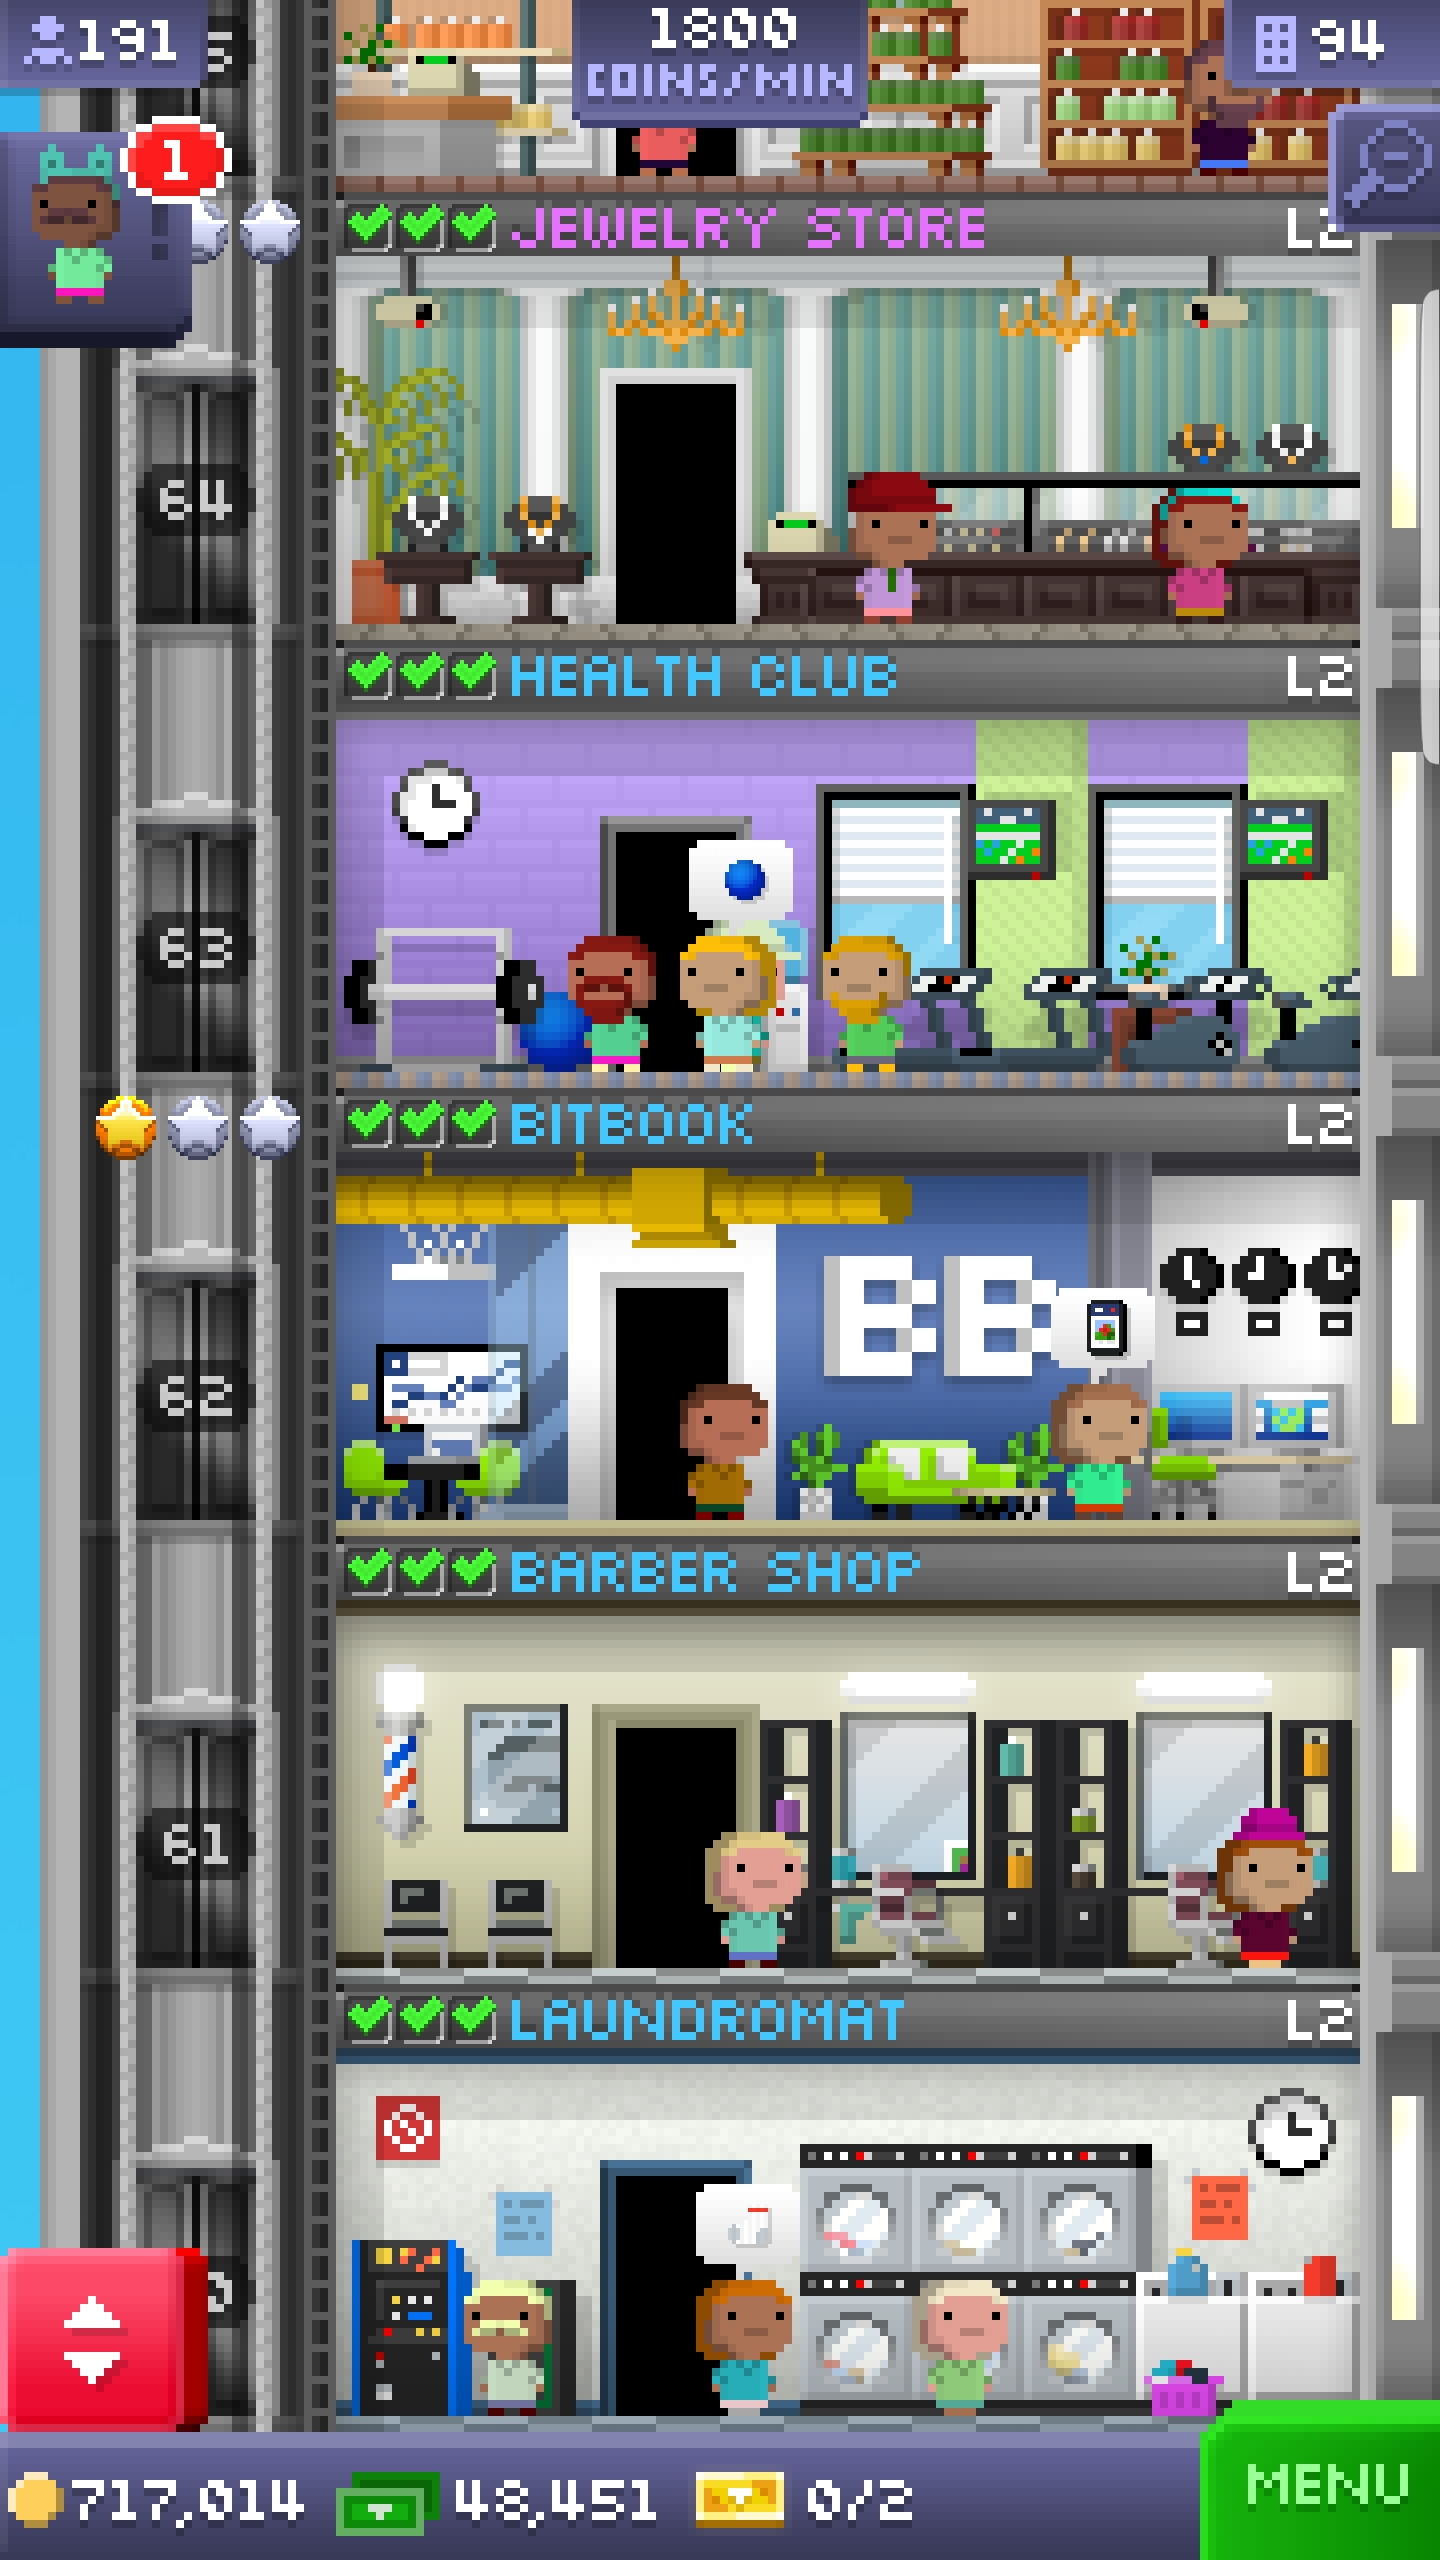 191
1800
COINS/MIN
94
1
JEWELRY STORE L2
64
HEALTH CLUB L2
63
BITBOOK L2
BB
62
BARBER SHOP L2
61
LAUNDROMAT L2
717,014
48,451
0/2
MENU